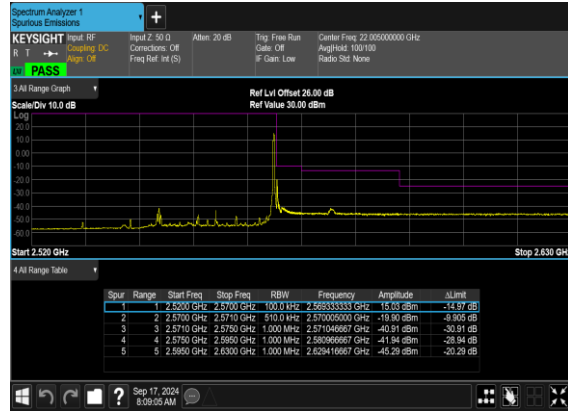 Spectrum Analyzer 1
Spurious Emissions
KEYSIGHT Input: RF Input Z: 50 Ω Atten: 20 dB Trig: Free Run Center Freq: 22.005000000 GHz
R T Coupling: DC Corrections: Off Gate: Off Avg|Hold: 100/100
Align: Off Freq Ref: Int (S) IF Gain: Low Radio Std: None
PASS
3 All Range Graph
Ref Lvl Offset 26.00 dB
Scale/Div 10.0 dB Ref Value 30.00 dBm
Log
20.0
10.0
0.00
-10.0
-20.0
-30.0
-40.0
-50.0
-60.0
Start 2.520 GHz Stop 2.630 GHz
4 All Range Table
Spur Range Start Freq Stop Freq RBW Frequency Amplitude ΔLimit
1 1 2.5200 GHz 2.5700 GHz 100.0 kHz 2.569333333 GHz 15.03 dBm -14.97 dB
2 2 2.5700 GHz 2.5710 GHz 510.0 kHz 2.570005000 GHz -19.90 dBm -9.905 dB
3 3 2.5710 GHz 2.5750 GHz 1.000 MHz 2.571046667 GHz -40.91 dBm -30.91 dB
4 4 2.5750 GHz 2.5950 GHz 1.000 MHz 2.580966667 GHz -41.94 dBm -28.94 dB
5 5 2.5950 GHz 2.6300 GHz 1.000 MHz 2.629416667 GHz -45.29 dBm -20.29 dB
?
Sep 17, 2024
8:09:05 AM